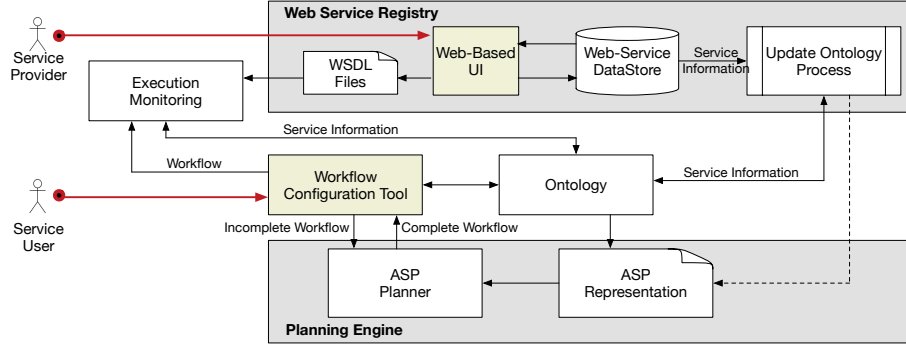 Web Service Registry
Service
Provider
Web-Based
UI
Web-Service
DataStore
Service
Information
Update Ontology
Process
WSDL
Files
Execution
Monitoring
Service Information
Workflow
Workflow
Configuration Tool
Ontology
Service Information
Service
User
Incomplete Workflow
Complete Workflow
ASP
Planner
ASP
Representation
Planning Engine